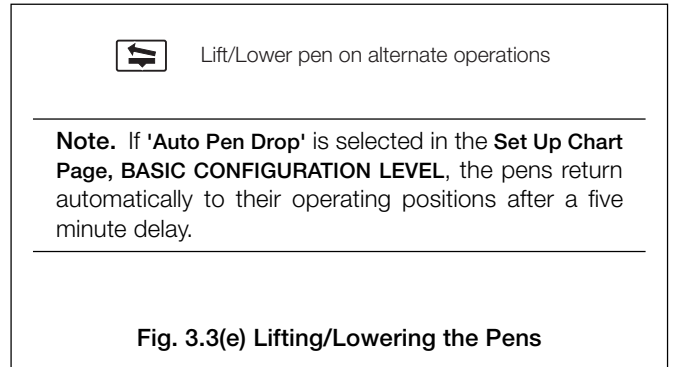 Lift/Lower pen on alternate operations
Note. If 'Auto Pen Drop' is selected in the Set Up Chart
Page, BASIC CONFIGURATION LEVEL, the pens return
automatically to their operating positions after a five
minute delay.
Fig. 3.3(e) Lifting/Lowering the Pens